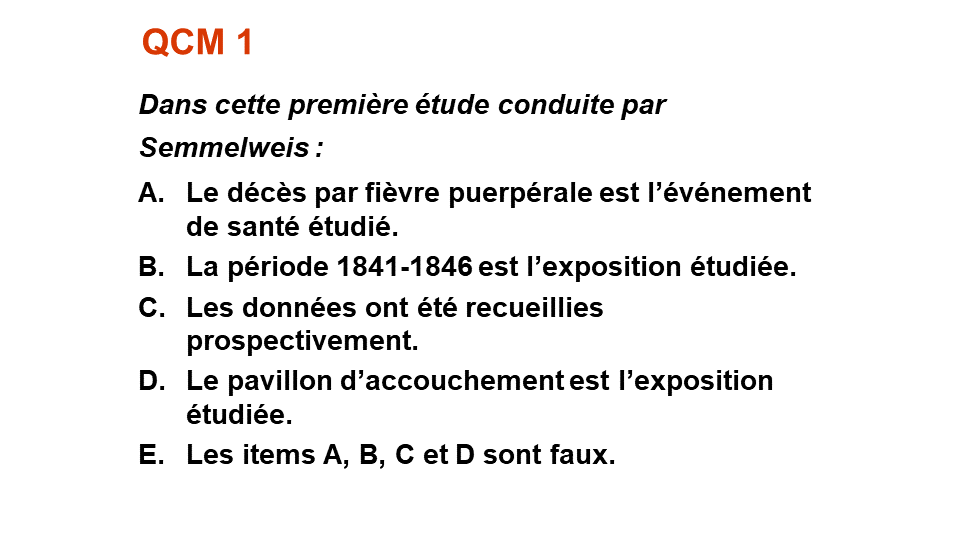 QCM 1
Dans cette première étude conduite par
Semmelweis :
A. Le décès par fièvre puerpérale est l’événement
de santé étudié.
B. La période 1841-1846 est l’exposition étudiée.
C. Les données ont été recueillies
prospectivement.
D. Le pavillon d’accouchement est l’exposition
étudiée.
E. Les items A, B, C et D sont faux.